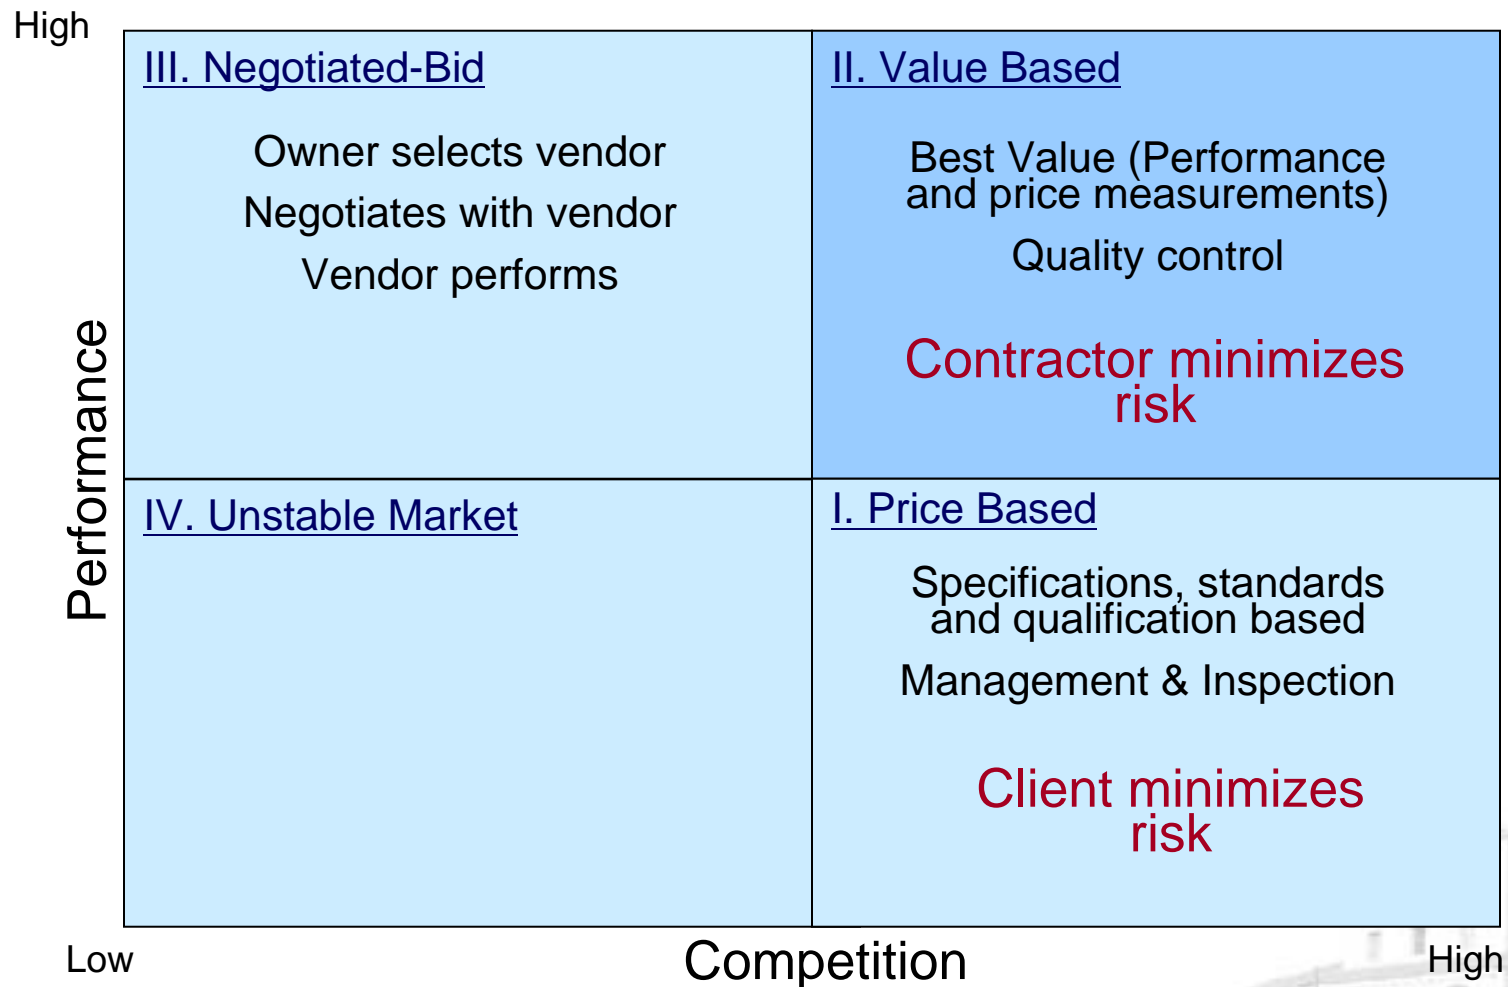 High
III. Negotiated-Bid
Owner selects vendor
Negotiates with vendor
Vendor performs
II. Value Based
Best Value (Performance
and price measurements)
Quality control
Contractor minimizes
risk
Performance
IV. Unstable Market
I. Price Based
Specifications, standards
and qualification based
Management & Inspection
Client minimizes
risk
Low
Competition
High